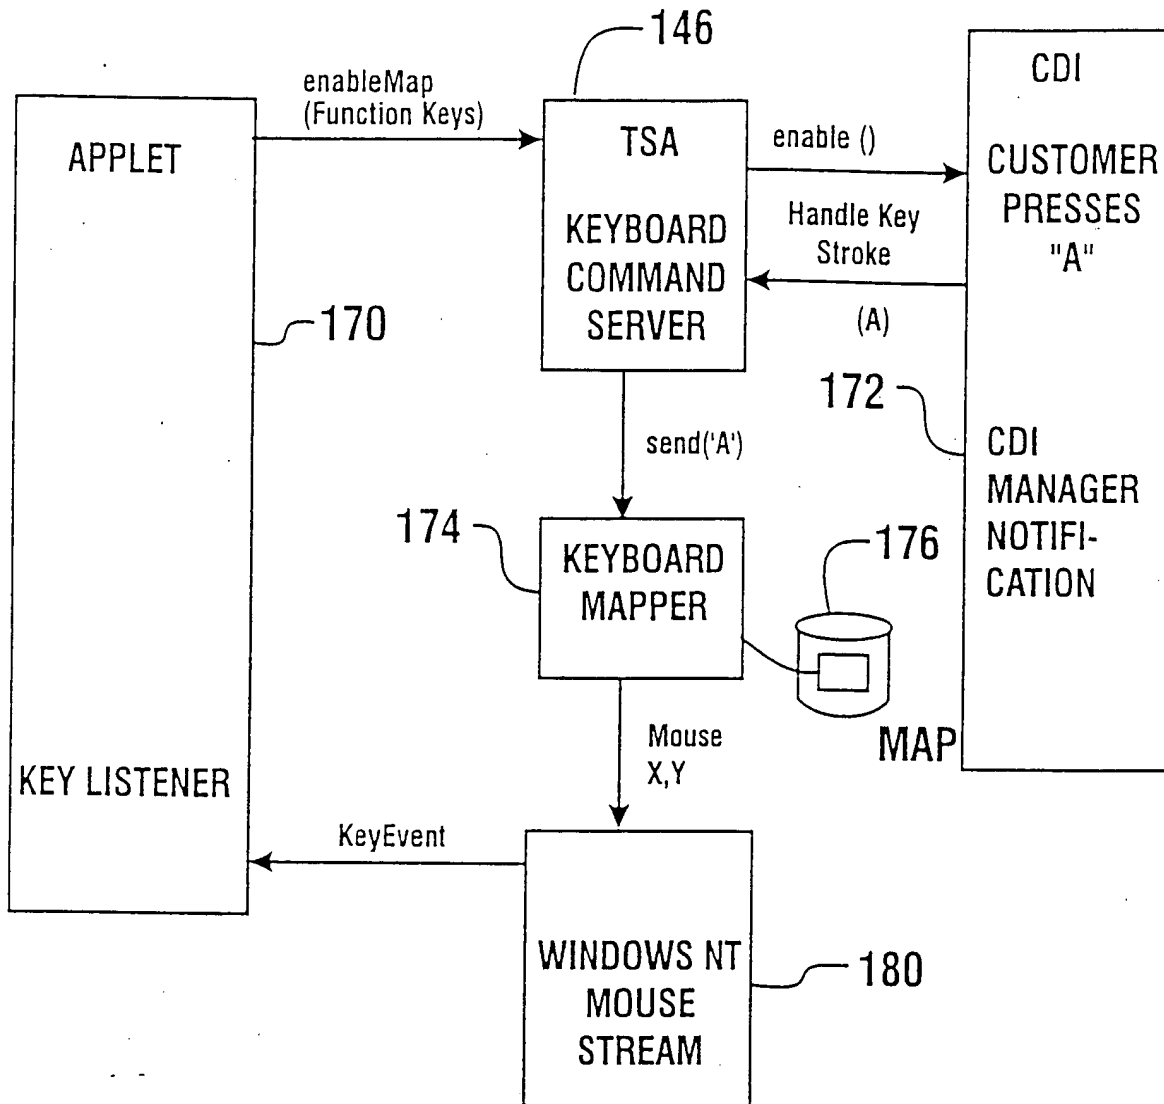 146
CDI
enableMap
(Function Keys)
APPLET
TSA
enable ()
CUSTOMER
PRESSES
"A"
KEYBOARD
COMMAND
SERVER
Handle Key
Stroke
(A)
170
172
CDI
MANAGER
NOTIFI-
CATION
send('A')
174
KEYBOARD
MAPPER
176
MAP
Mouse
X,Y
KEY LISTENER
KeyEvent
WINDOWS NT
MOUSE
STREAM
180